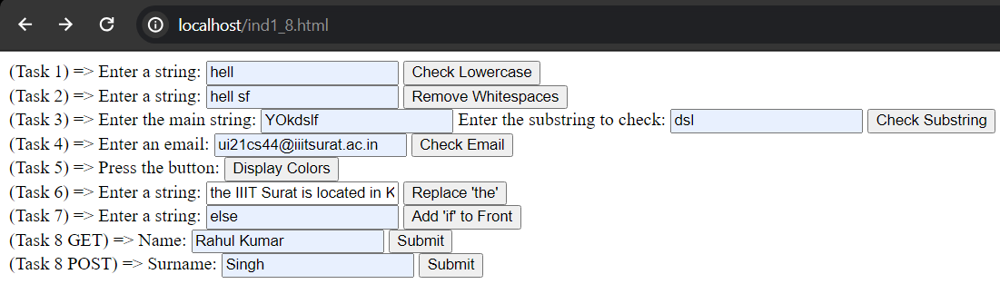 localhost/ind1_8.html
(Task 1) => Enter a string: hell Check Lowercase
(Task 2) => Enter a string: hell sf Remove Whitespaces
(Task 3) => Enter the main string: YOkdslf Enter the substring to check: dsl Check Substring
(Task 4) => Enter an email: ui21cs44@iiitsurat.ac.in Check Email
(Task 5) => Press the button: Display Colors
(Task 6) => Enter a string: the IIIT Surat is located in K Replace 'the'
(Task 7) => Enter a string: else Add 'if' to Front
(Task 8 GET) => Name: Rahul Kumar Submit
(Task 8 POST) => Surname: Singh Submit